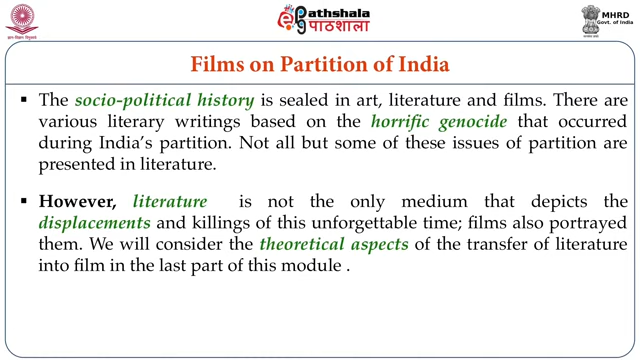 Pathshala
पाठशाला
MHRD
Govt. of India
Films on Partition of India
▪ The socio-political history is sealed in art, literature and films. There are
various literary writings based on the horrific genocide that occurred
during India’s partition. Not all but some of these issues of partition are
presented in literature.
▪ However, literature is not the only medium that depicts the
displacements and killings of this unforgettable time; films also portrayed
them. We will consider the theoretical aspects of the transfer of literature
into film in the last part of this module .